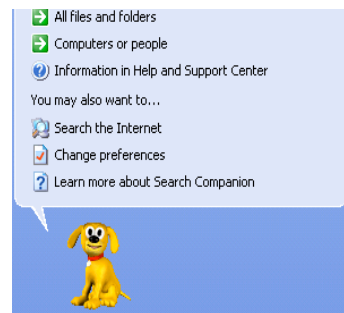 All files and folders
Computers or people
Information in Help and Support Center
You may also want to...
Search the Internet
Change preferences
Learn more about Search Companion